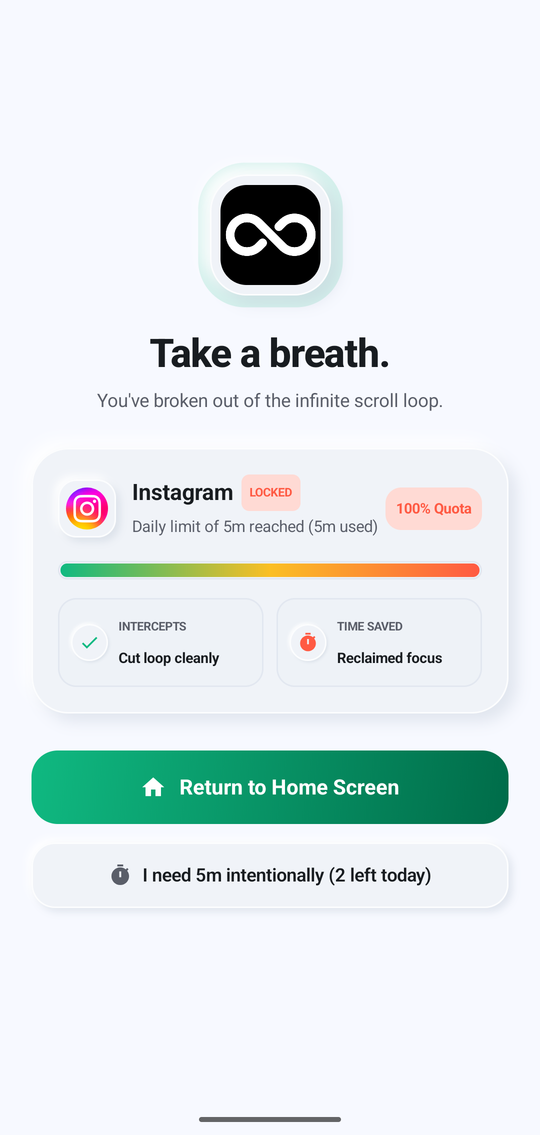 Take a breath.
You've broken out of the infinite scroll loop.
Instagram LOCKED
Daily limit of 5m reached (5m used)
100% Quota
INTERCEPTS
Cut loop cleanly
TIME SAVED
Reclaimed focus
Return to Home Screen
I need 5m intentionally (2 left today)